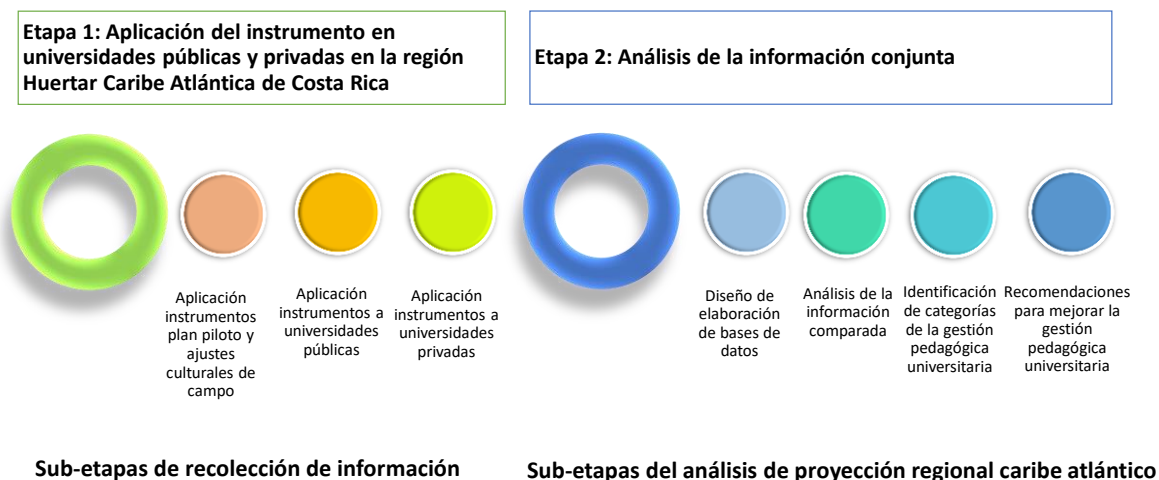 Etapa 1: Aplicación del instrumento en
universidades públicas y privadas en la región
Huertar Caribe Atlántica de Costa Rica
Etapa 2: Análisis de la información conjunta
Aplicación
instrumentos
plan piloto y
ajustes
culturales de
campo
Aplicación
instrumentos a
universidades
públicas
Aplicación
instrumentos a
universidades
privadas
Diseño de
elaboración
de bases de
datos
Análisis de la
información
comparada
Identificación
de categorías
de la gestión
pedagógica
universitaria
Recomendaciones
para mejorar la
gestión
pedagógica
universitaria
Sub-etapas de recolección de información
Sub-etapas del análisis de proyección regional caribe atlántico